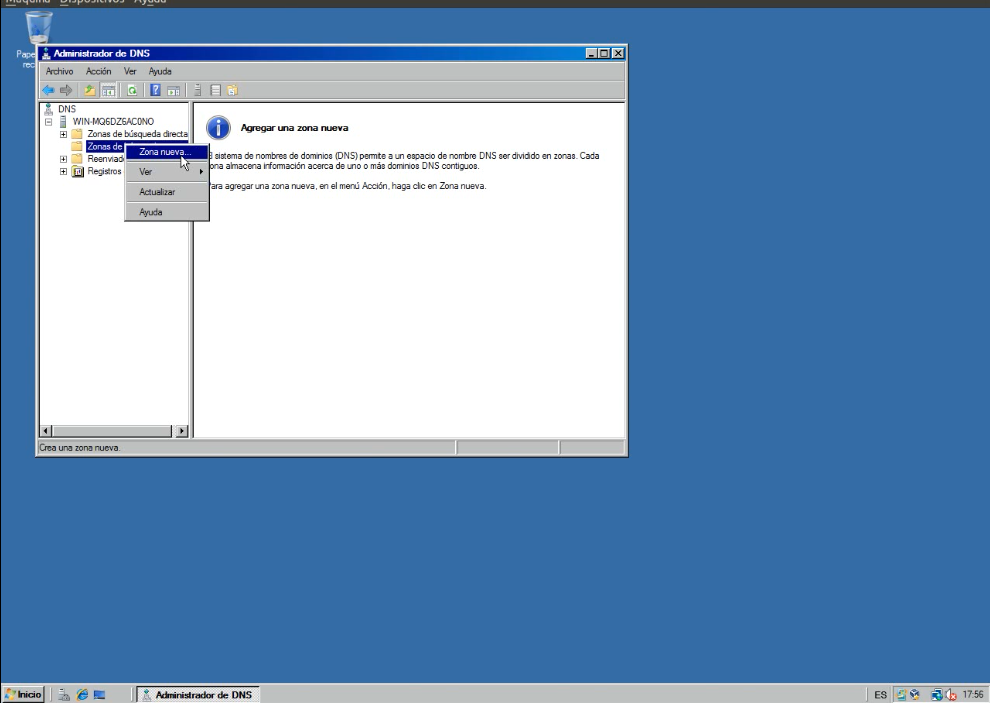 Máquina Dispositivos Ayuda
Pape
rec
Administrador de DNS
Archivo Acción Ver Ayuda
DNS
WIN-MQ6DZ6AC0NO
Zonas de búsqueda directa
Zonas de
Reenviad
Registros
Zona nueva...
Ver
Actualizar
Ayuda
Agregar una zona nueva
El sistema de nombres de dominios (DNS) permite a un espacio de nombre DNS ser dividido en zonas. Cada
zona almacena información acerca de uno o más dominios DNS contiguos.
Para agregar una zona nueva, en el menú Acción, haga clic en Zona nueva.
Crea una zona nueva.
Inicio
Administrador de DNS
ES
17:56